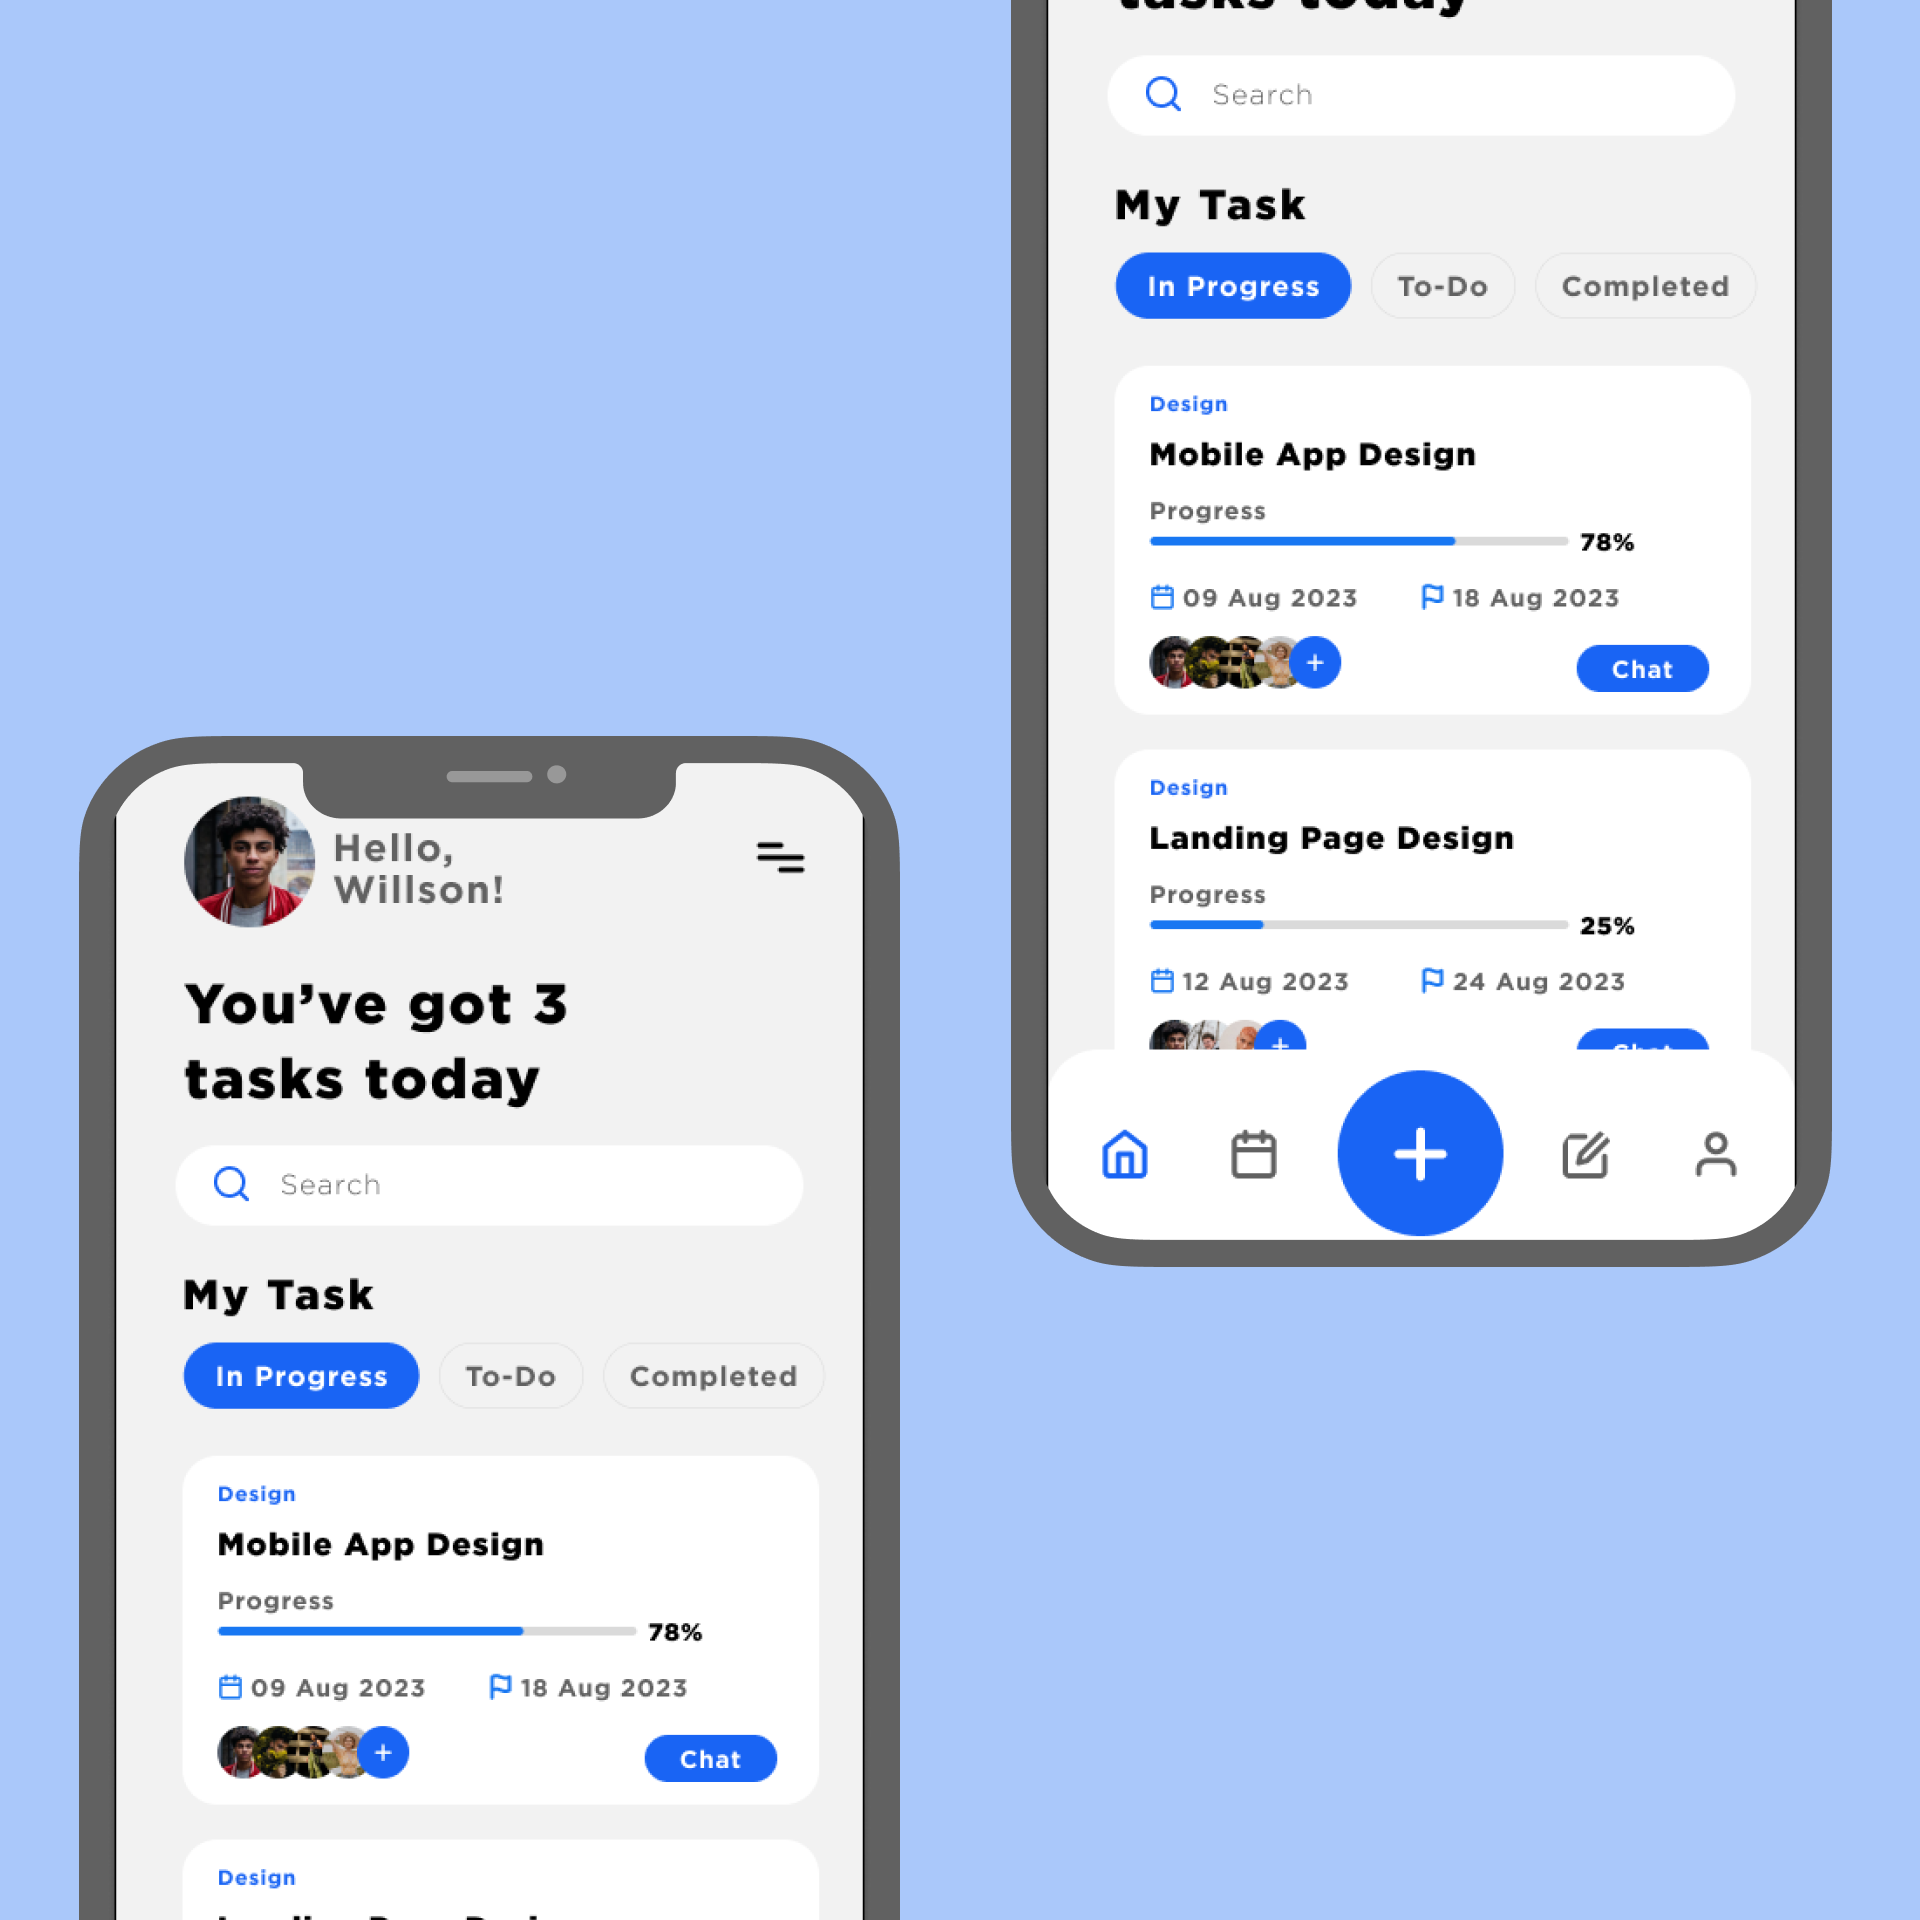 Hello,
Willson!
You've got 3
tasks today
Search
My Task
In Progress
To-Do
Completed
Design
Mobile App Design
Progress
78%
09 Aug 2023
18 Aug 2023
+
Chat
Design
tasks today
Search
My Task
In Progress
To-Do
Completed
Design
Mobile App Design
Progress
78%
09 Aug 2023
18 Aug 2023
+
Chat
Design
Landing Page Design
Progress
25%
12 Aug 2023
24 Aug 2023
+
Chat